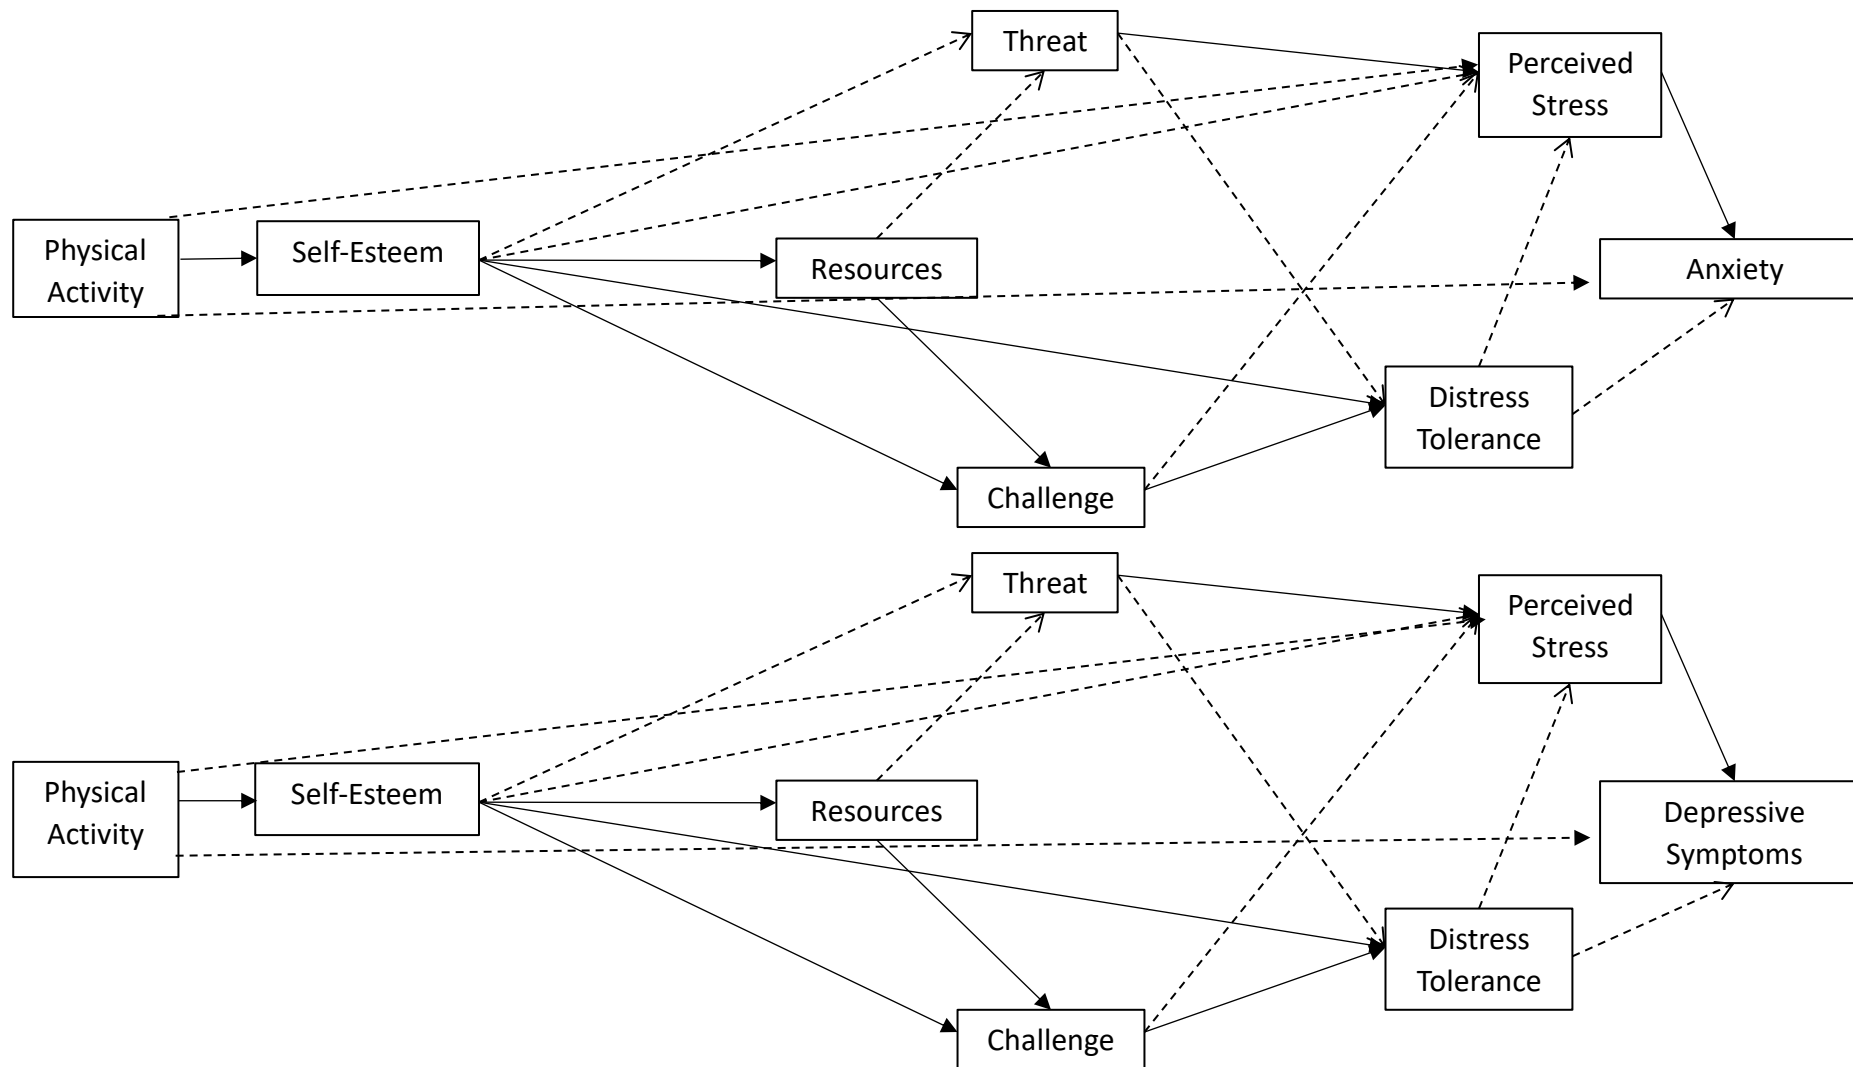 Threat
Perceived
Stress
Physical
Activity
Self-Esteem
Resources
Anxiety
Distress
Tolerance
Challenge
Threat
Perceived
Stress
Physical
Activity
Self-Esteem
Resources
Depressive
Symptoms
Distress
Tolerance
Challenge